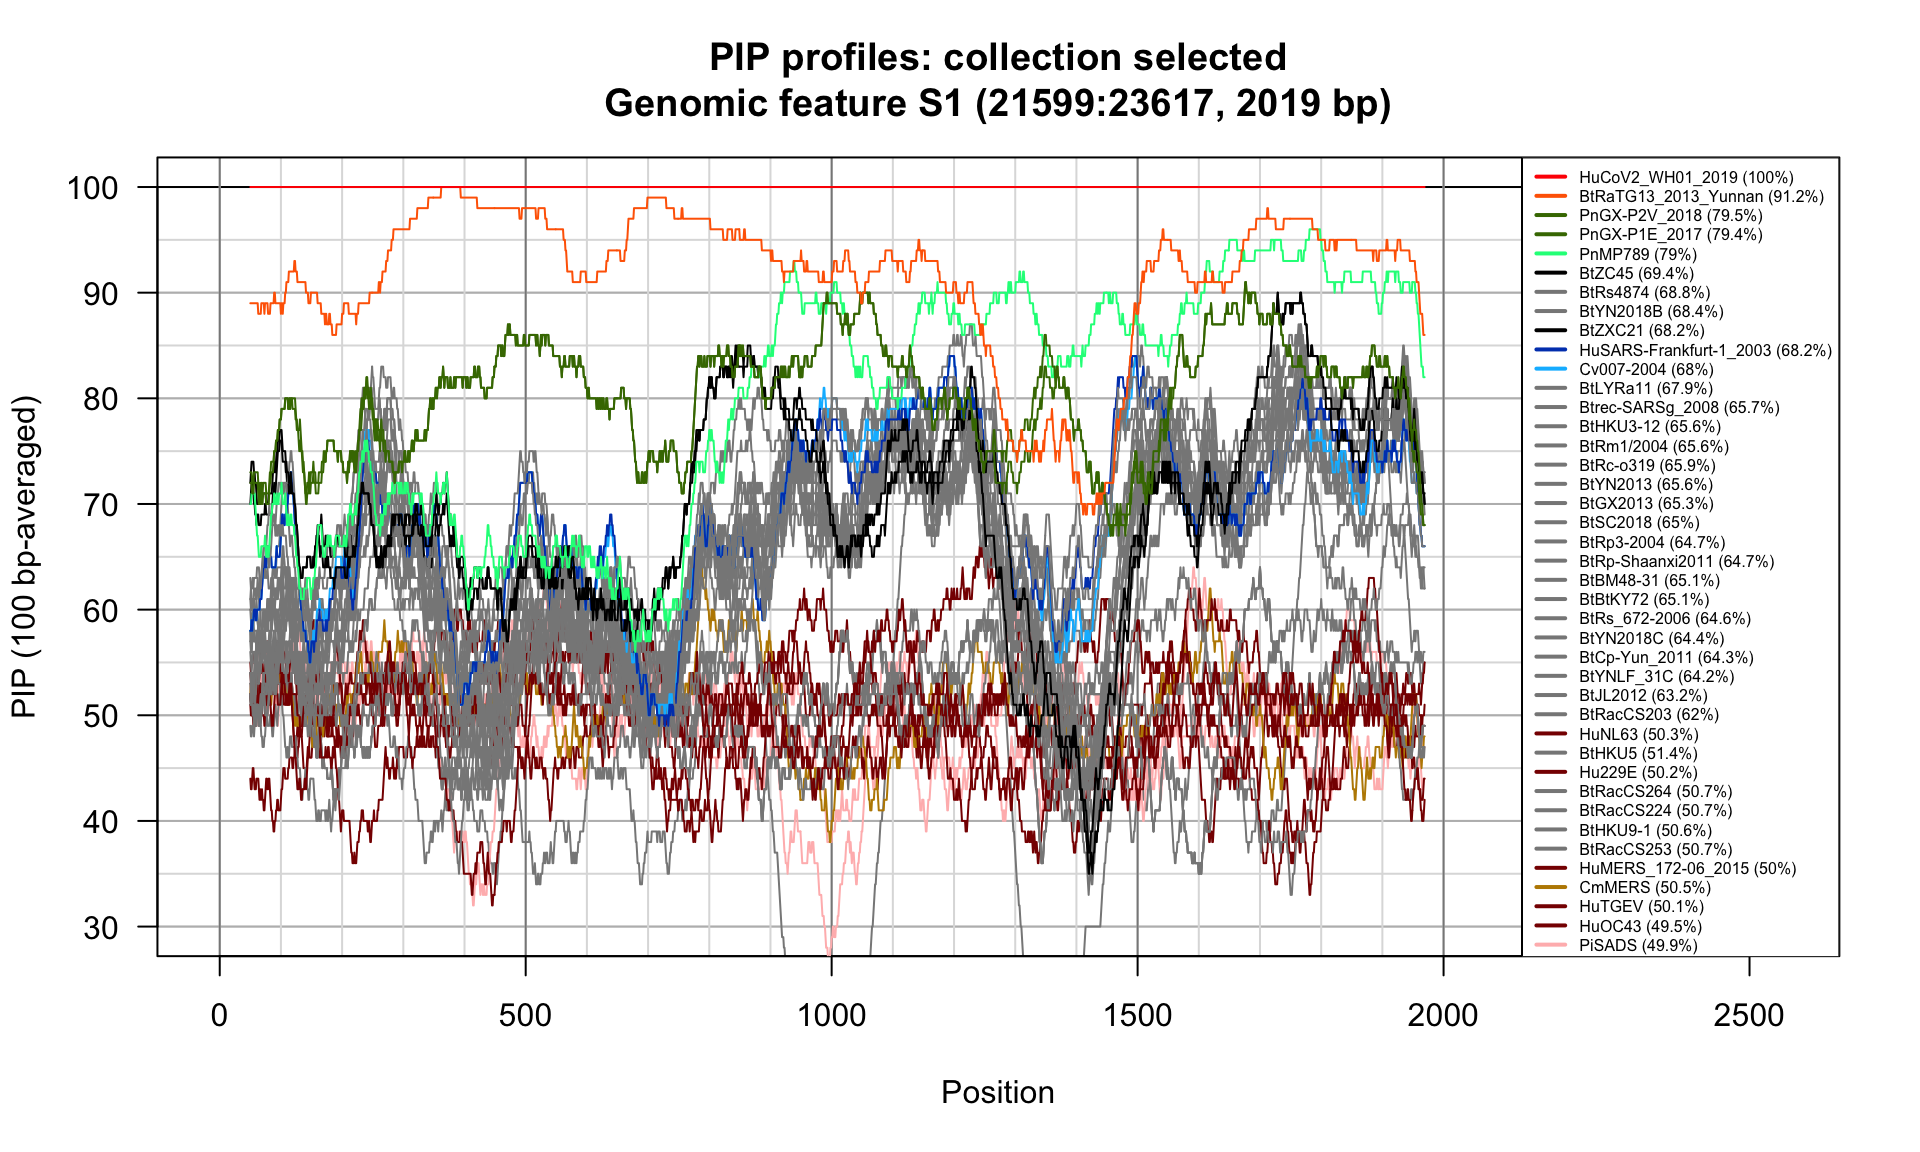 PIP profiles: collection selected
Genomic feature S1 (21599:23617, 2019 bp)
PIP (100 bp-averaged)
100
90
80
70
60
50
40
30
0
500
1000
1500
2000
2500
Position
HuCoV2_WH01_2019 (100%)
BtRaTG13_2013_Yunnan (91.2%)
PnGX-P2V_2018 (79.5%)
PnGX-P1E_2017 (79.4%)
PnMP789 (79%)
BtZC45 (69.4%)
BtRs4874 (68.8%)
BtYN2018B (68.4%)
BtZXC21 (68.2%)
HuSARS-Frankfurt-1_2003 (68.2%)
Cv007-2004 (68%)
BtLYRa11 (67.9%)
Btrec-SARSg_2008 (65.7%)
BtHKU3-12 (65.6%)
BtRm1/2004 (65.6%)
BtRc-o319 (65.9%)
BtYN2013 (65.6%)
BtGX2013 (65.3%)
BtSC2018 (65%)
BtRp3-2004 (64.7%)
BtRp-Shaanxi2011 (64.7%)
BtBM48-31 (65.1%)
BtBtKY72 (65.1%)
BtRs_672-2006 (64.6%)
BtYN2018C (64.4%)
BtCp-Yun_2011 (64.3%)
BtYNLF_31C (64.2%)
BtJL2012 (63.2%)
BtRacCS203 (62%)
HuNL63 (50.3%)
BtHKU5 (51.4%)
Hu229E (50.2%)
BtRacCS264 (50.7%)
BtRacCS224 (50.7%)
BtHKU9-1 (50.6%)
BtRacCS253 (50.7%)
HuMERS_172-06_2015 (50%)
CmMERS (50.5%)
HuTGEV (50.1%)
HuOC43 (49.5%)
PiSADS (49.9%)